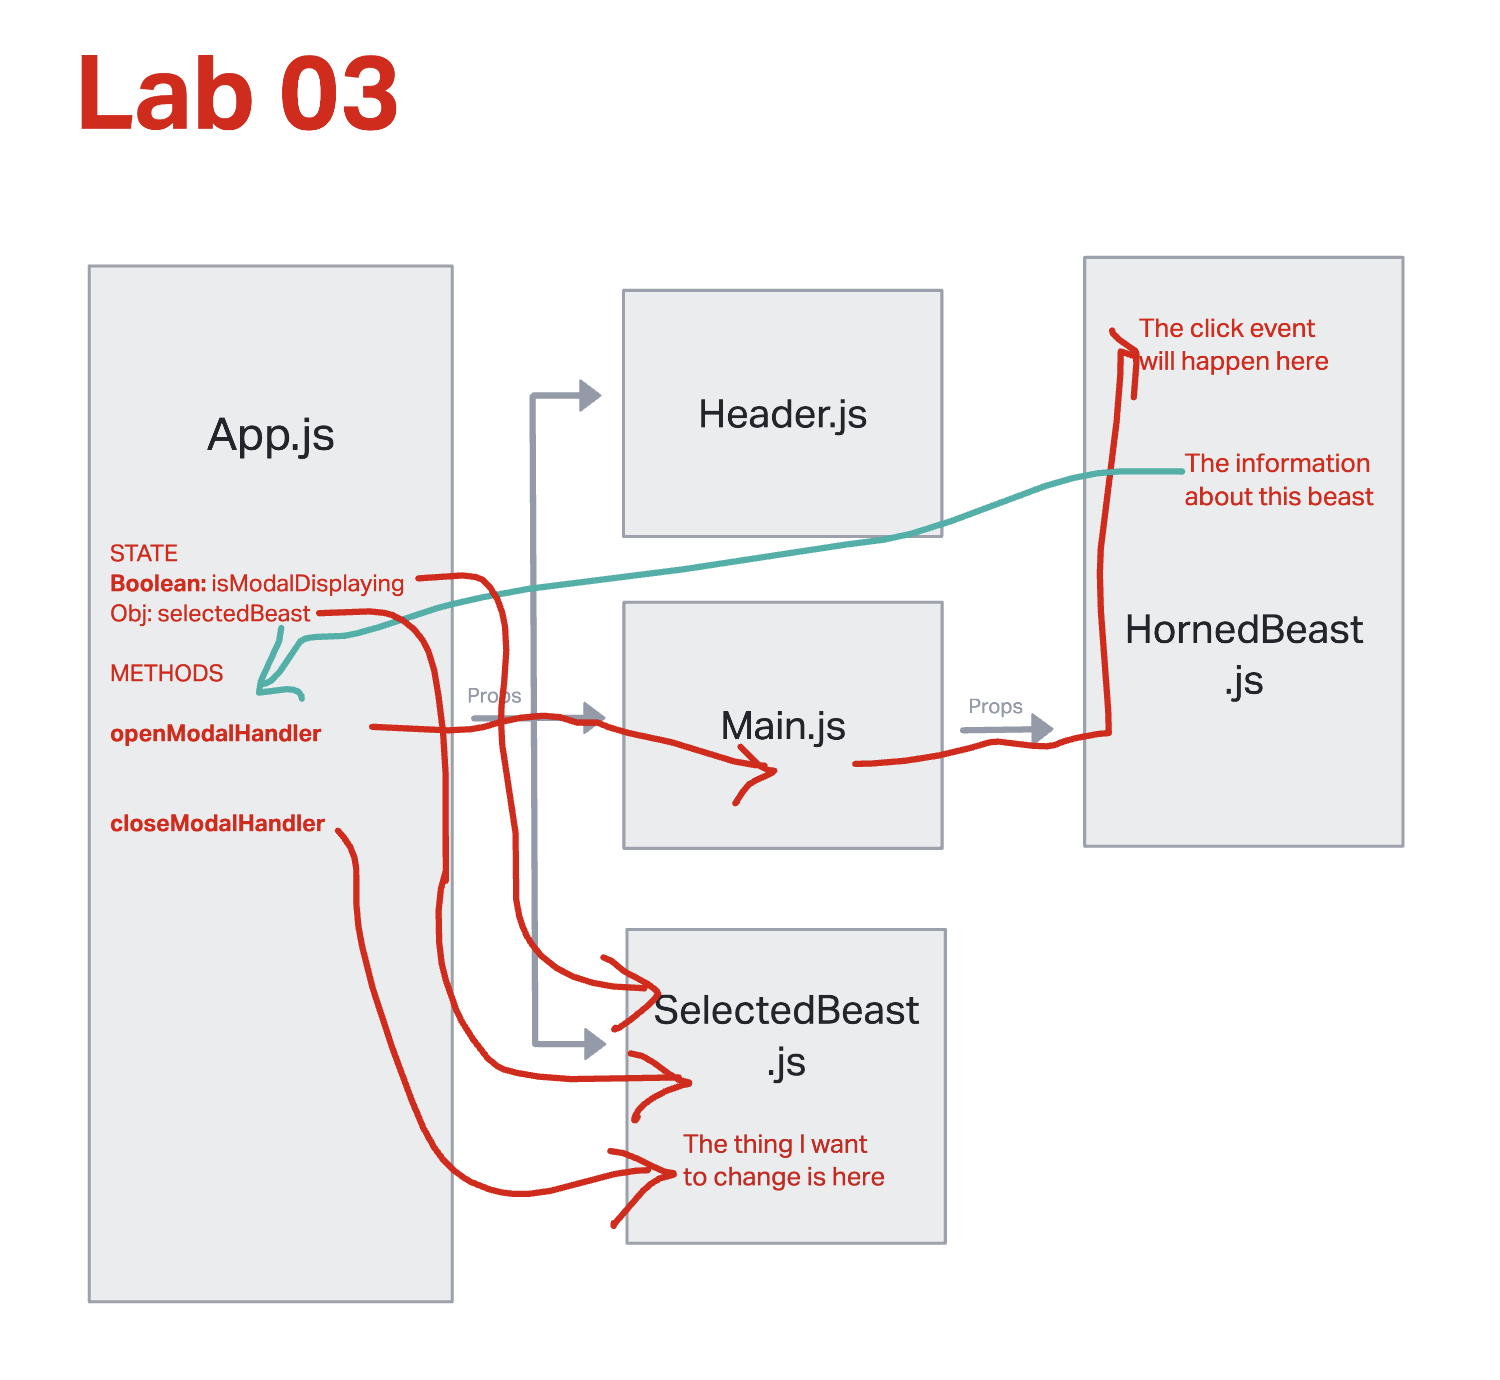 Lab 03
App.js
STATE
Boolean: isModalDisplaying
Obj: selectedBeast
METHODS
openModalHandler
closeModalHandler
Props
Header.js
Main.js
Props
The click event
will happen here
The information
about this beast
HornedBeast
.js
SelectedBeast
.js
The thing I want
to change is here